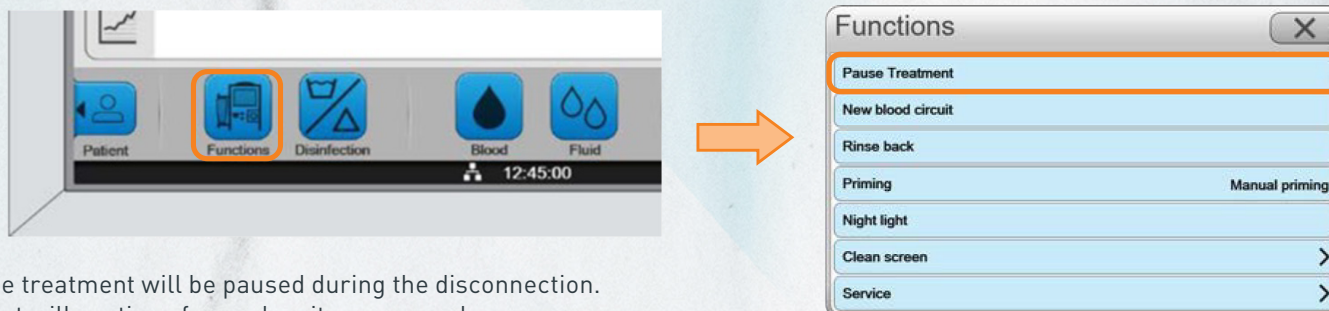 Patient
Functions
Disinfection
Blood
Fluid
12:45:00
Functions
Pause Treatment
New blood circuit
Rinse back
Priming Manual priming
Night light
Clean screen
Service
e treatment will be paused during the disconnection.